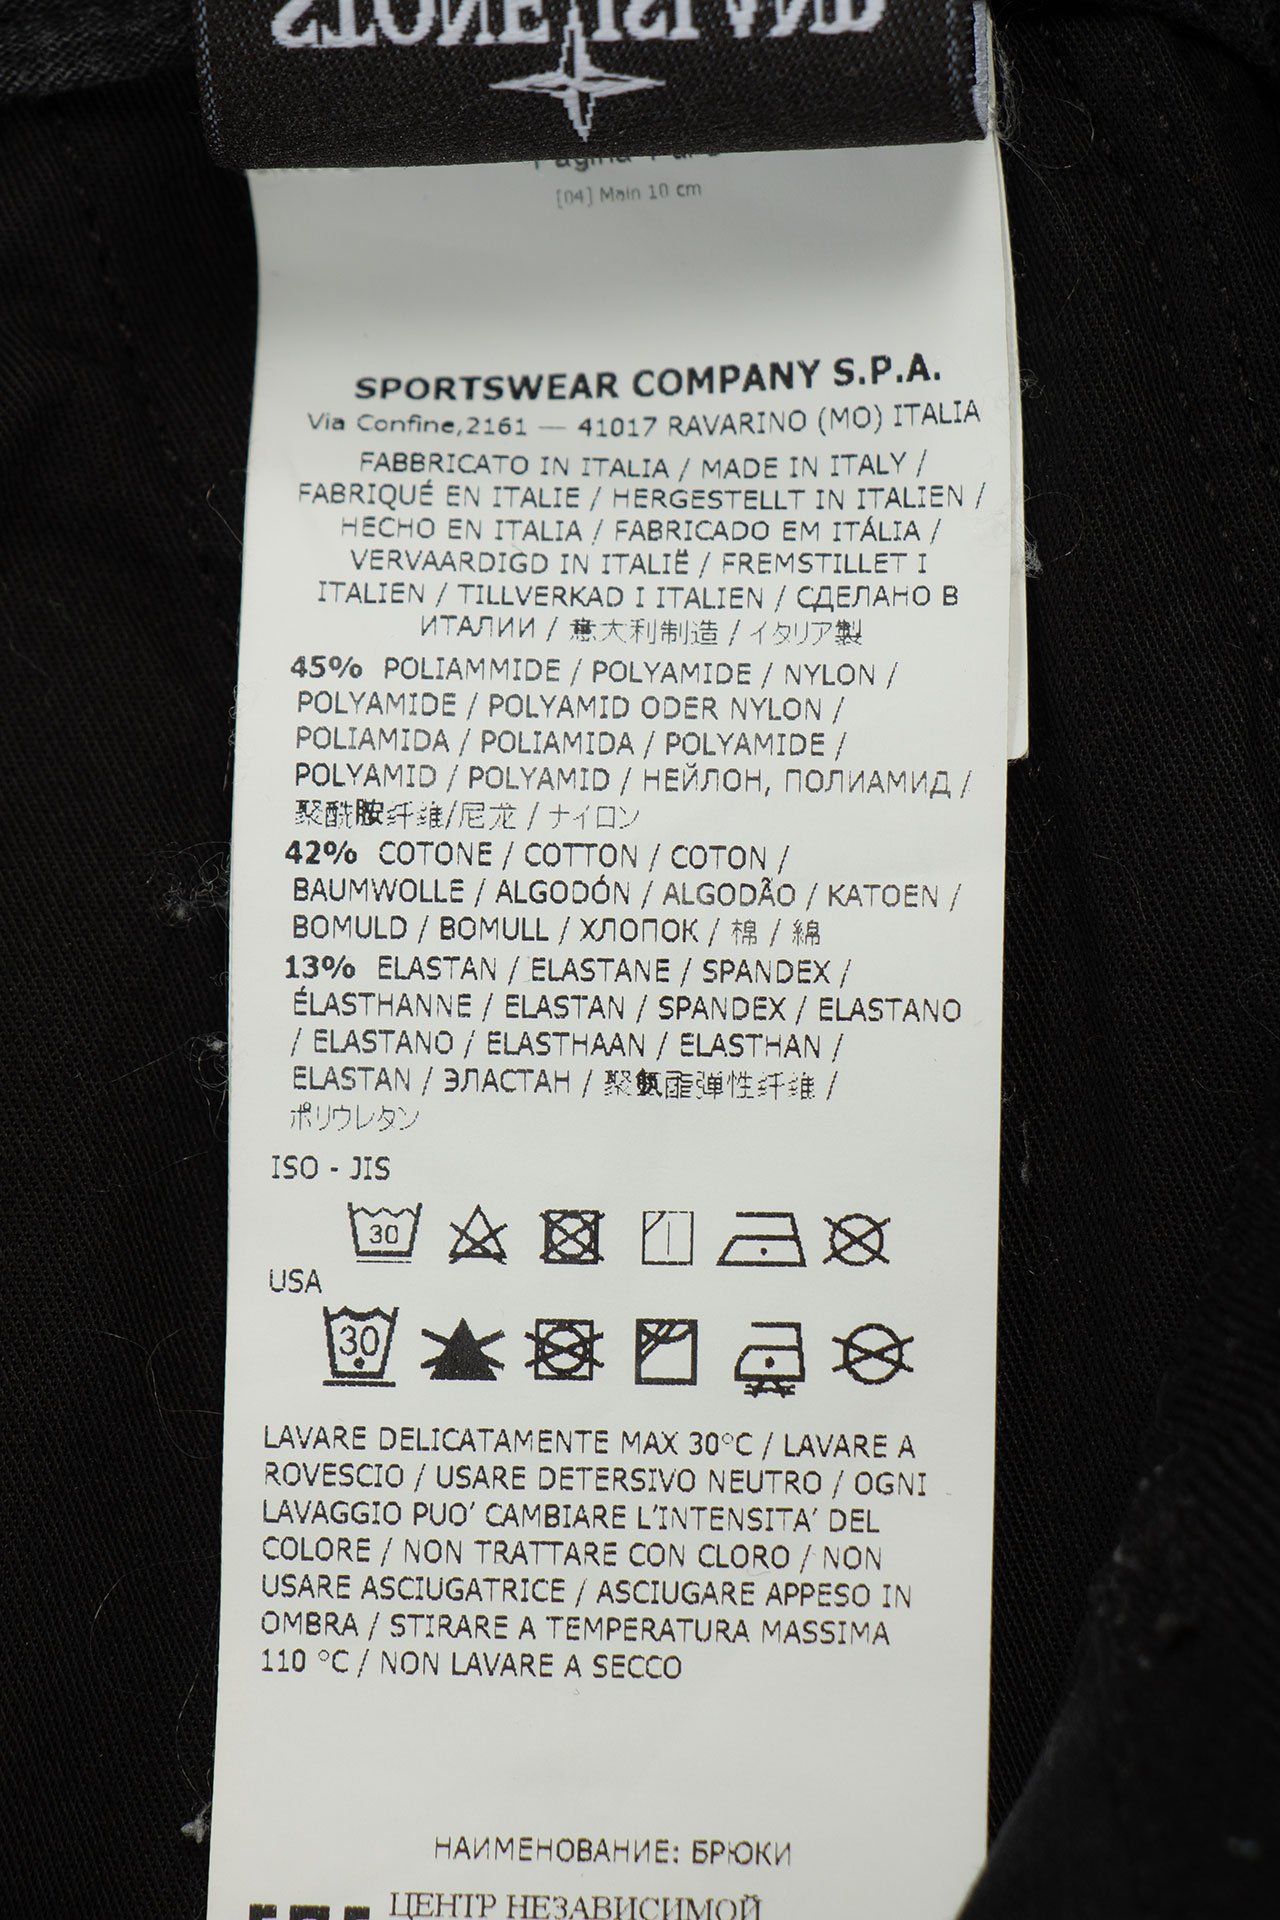 STONE ISLAND
[04] Main 10 cm
SPORTSWEAR COMPANY S.P.A.
Via Confine,2161 — 41017 RAVARINO (MO) ITALIA
FABBRICATO IN ITALIA / MADE IN ITALY /
FABRIQUÉ EN ITALIE / HERGESTELLT IN ITALIEN /
HECHO EN ITALIA / FABRICADO EM ITÁLIA /
VERVAARDIGD IN ITALIË / FREMSTILLET I
ITALIEN / TILLVERKAD I ITALIEN / СДЕЛАНО В
ИТАЛИИ / 意大利制造 / イタリア製
45% POLIAMMIDE / POLYAMIDE / NYLON /
POLYAMIDE / POLYAMID ODER NYLON /
POLIAMIDA / POLIAMIDA / POLYAMIDE /
POLYAMID / POLYAMID / НЕЙЛОН, ПОЛИАМИД /
聚酰胺纤维/尼龙 / ナイロン
42% COTONE / COTTON / COTON /
BAUMWOLLE / ALGODÓN / ALGODÃO / KATOEN /
BOMULD / BOMULL / ХЛОПОК / 棉 / 綿
13% ELASTAN / ELASTANE / SPANDEX /
ÉLASTHANNE / ELASTAN / SPANDEX / ELASTANO
/ ELASTANO / ELASTHAAN / ELASTHAN /
ELASTAN / ЭЛАСТАН / 聚氨酯弹性纤维 /
ポリウレタン
ISO - JIS
30
USA
30
LAVARE DELICATAMENTE MAX 30°C / LAVARE A
ROVESCIO / USARE DETERSIVO NEUTRO / OGNI
LAVAGGIO PUO' CAMBIARE L'INTENSITA' DEL
COLORE / NON TRATTARE CON CLORO / NON
USARE ASCIUGATRICE / ASCIUGARE APPESO IN
OMBRA / STIRARE A TEMPERATURA MASSIMA
110 °C / NON LAVARE A SECCO
НАИМЕНОВАНИЕ: БРЮКИ
ЦЕНТР НЕЗАВИСИМОЙ